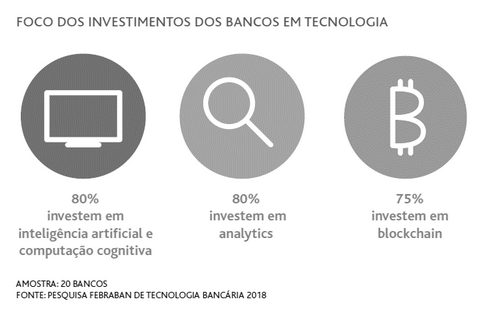 FOCO DOS INVESTIMENTOS DOS BANCOS EM TECNOLOGIA
80%
investem em
inteligência artificial e
computação cognitiva
80%
investem em
analytics
75%
investem em
blockchain
AMOSTRA: 20 BANCOS
FONTE: PESQUISA FEBRABAN DE TECNOLOGIA BANCÁRIA 2018